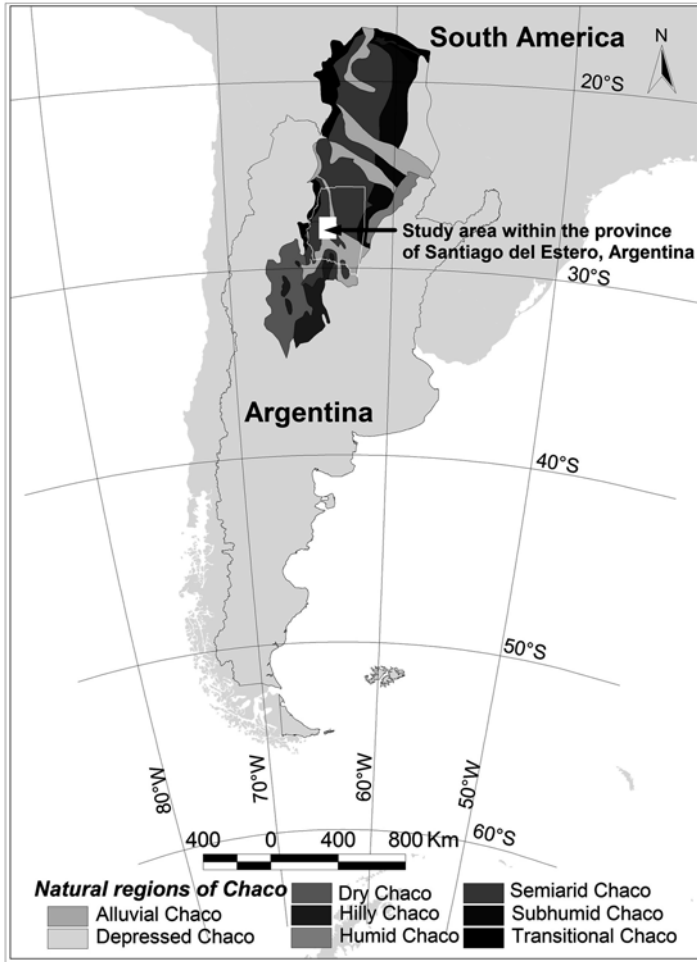 South America
N
20°S
Study area within the province
of Santiago del Estero, Argentina
30°S
Argentina
40°S
50°S
80°W
70°W
60°W
50°W
60°S
400 0 400 800 Km
Natural regions of Chaco
Alluvial Chaco
Depressed Chaco
Dry Chaco
Hilly Chaco
Humid Chaco
Semiarid Chaco
Subhumid Chaco
Transitional Chaco